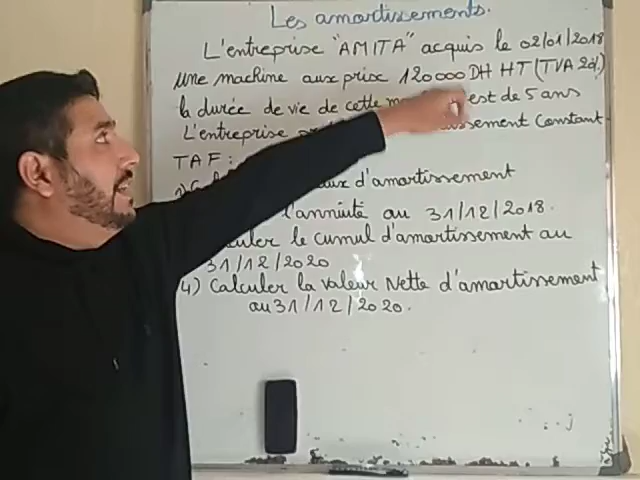 Les amortissements.
L'entreprise "AMITA" acquis le 02/01/2018
une machine aux prix 120000 DH HT (TVA 20%)
la durée de vie de cette est de 5 ans
L'entreprise Constant
TAF:
d'amortissement
l'annuité au 31/12/2018.
le cumul d'amortissement au
31/12/2020
4) Calculer la valeur Nette d'amortissement
au 31/12/2020.